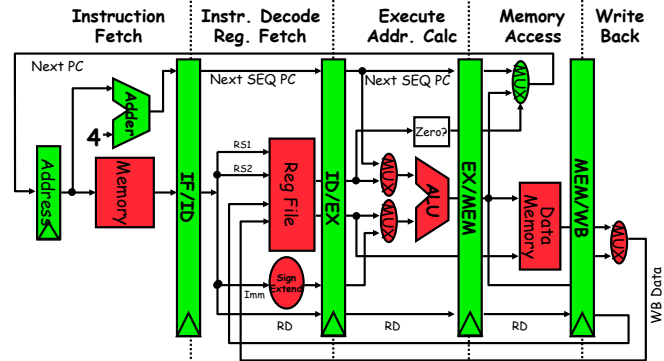 Instruction
Fetch
Instr. Decode
Reg. Fetch
Execute
Addr. Calc
Memory
Access
Write
Back
Next PC
Next SEQ PC
Next SEQ PC
MUX
Adder
4
Zero?
Address
Memory
IF/ID
RS1
RS2
Reg File
ID/EX
MUX
MUX
ALU
EX/MEM
Data
Memory
MEM/WB
MUX
Sign
Extend
Imm
RD
RD
RD
WB Data